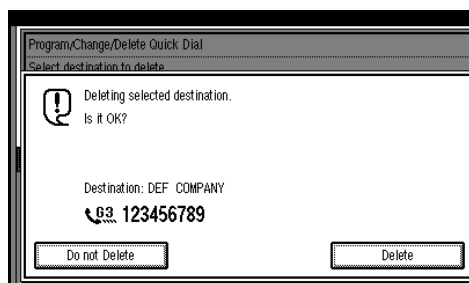 Program/Change/Delete Quick Dial
Select destination to delete
Deleting selected destination.
Is it OK?
Destination: DEF COMPANY
G3 123456789
Do not Delete
Delete